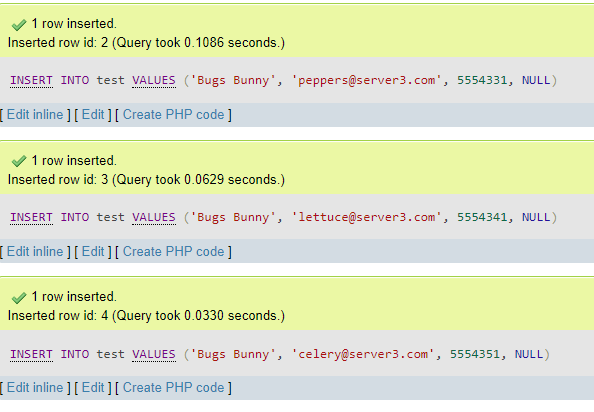 1 row inserted.
Inserted row id: 2 (Query took 0.1086 seconds.)
INSERT INTO test VALUES ('Bugs Bunny', 'peppers@server3.com', 5554331, NULL)
[ Edit inline ] [ Edit ] [ Create PHP code ]
1 row inserted.
Inserted row id: 3 (Query took 0.0629 seconds.)
INSERT INTO test VALUES ('Bugs Bunny', 'lettuce@server3.com', 5554341, NULL)
[ Edit inline ] [ Edit ] [ Create PHP code ]
1 row inserted.
Inserted row id: 4 (Query took 0.0330 seconds.)
INSERT INTO test VALUES ('Bugs Bunny', 'celery@server3.com', 5554351, NULL)
[ Edit inline ] [ Edit ] [ Create PHP code ]